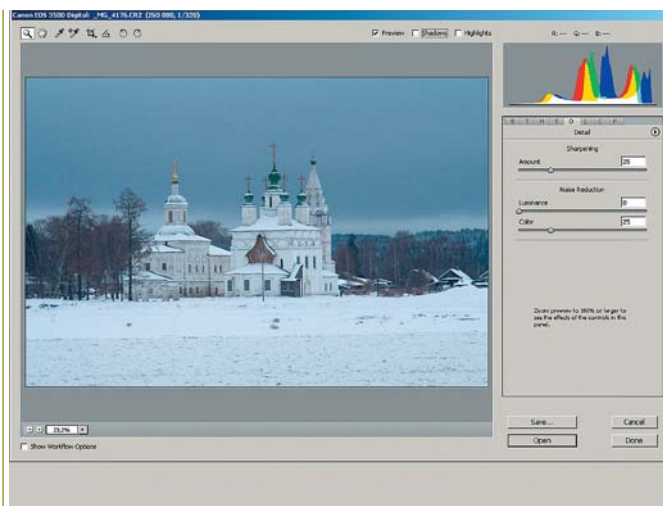 Canon EOS 350D Digital: _MG_4176.CR2 (ISO 800, 1/320)
Preview Shadows Highlights
R: --- G: --- B: ---
D
Detail
Sharpening
Amount 25
Noise Reduction
Luminance 0
Color 25
Zoom preview to 100% or larger to
see the effects of the controls in this
panel.
Save... Cancel
Open Done
Show Workflow Options